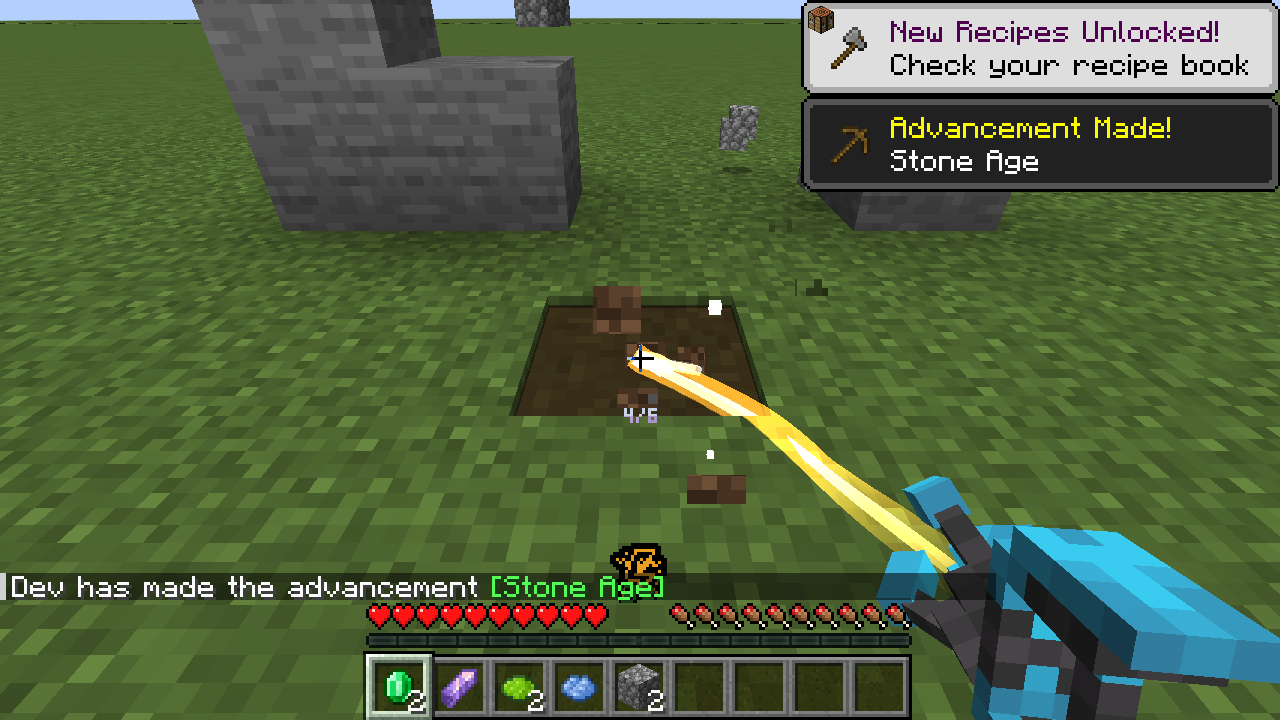 New Recipes Unlocked!
Check your recipe book
Advancement Made!
Stone Age
4/6
Dev has made the advancement [Stone Age]
2
2
2